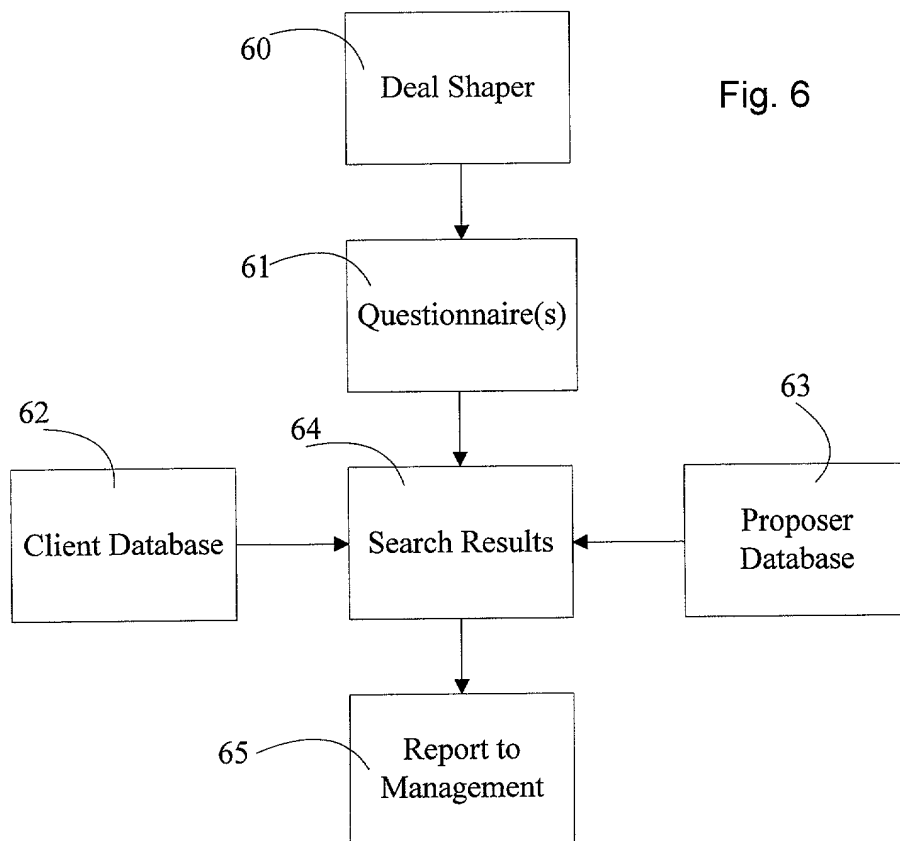 60
Deal Shaper
Fig. 6
61
Questionnaire(s)
62
64
63
Client Database
Search Results
Proposer
Database
65
Report to
Management